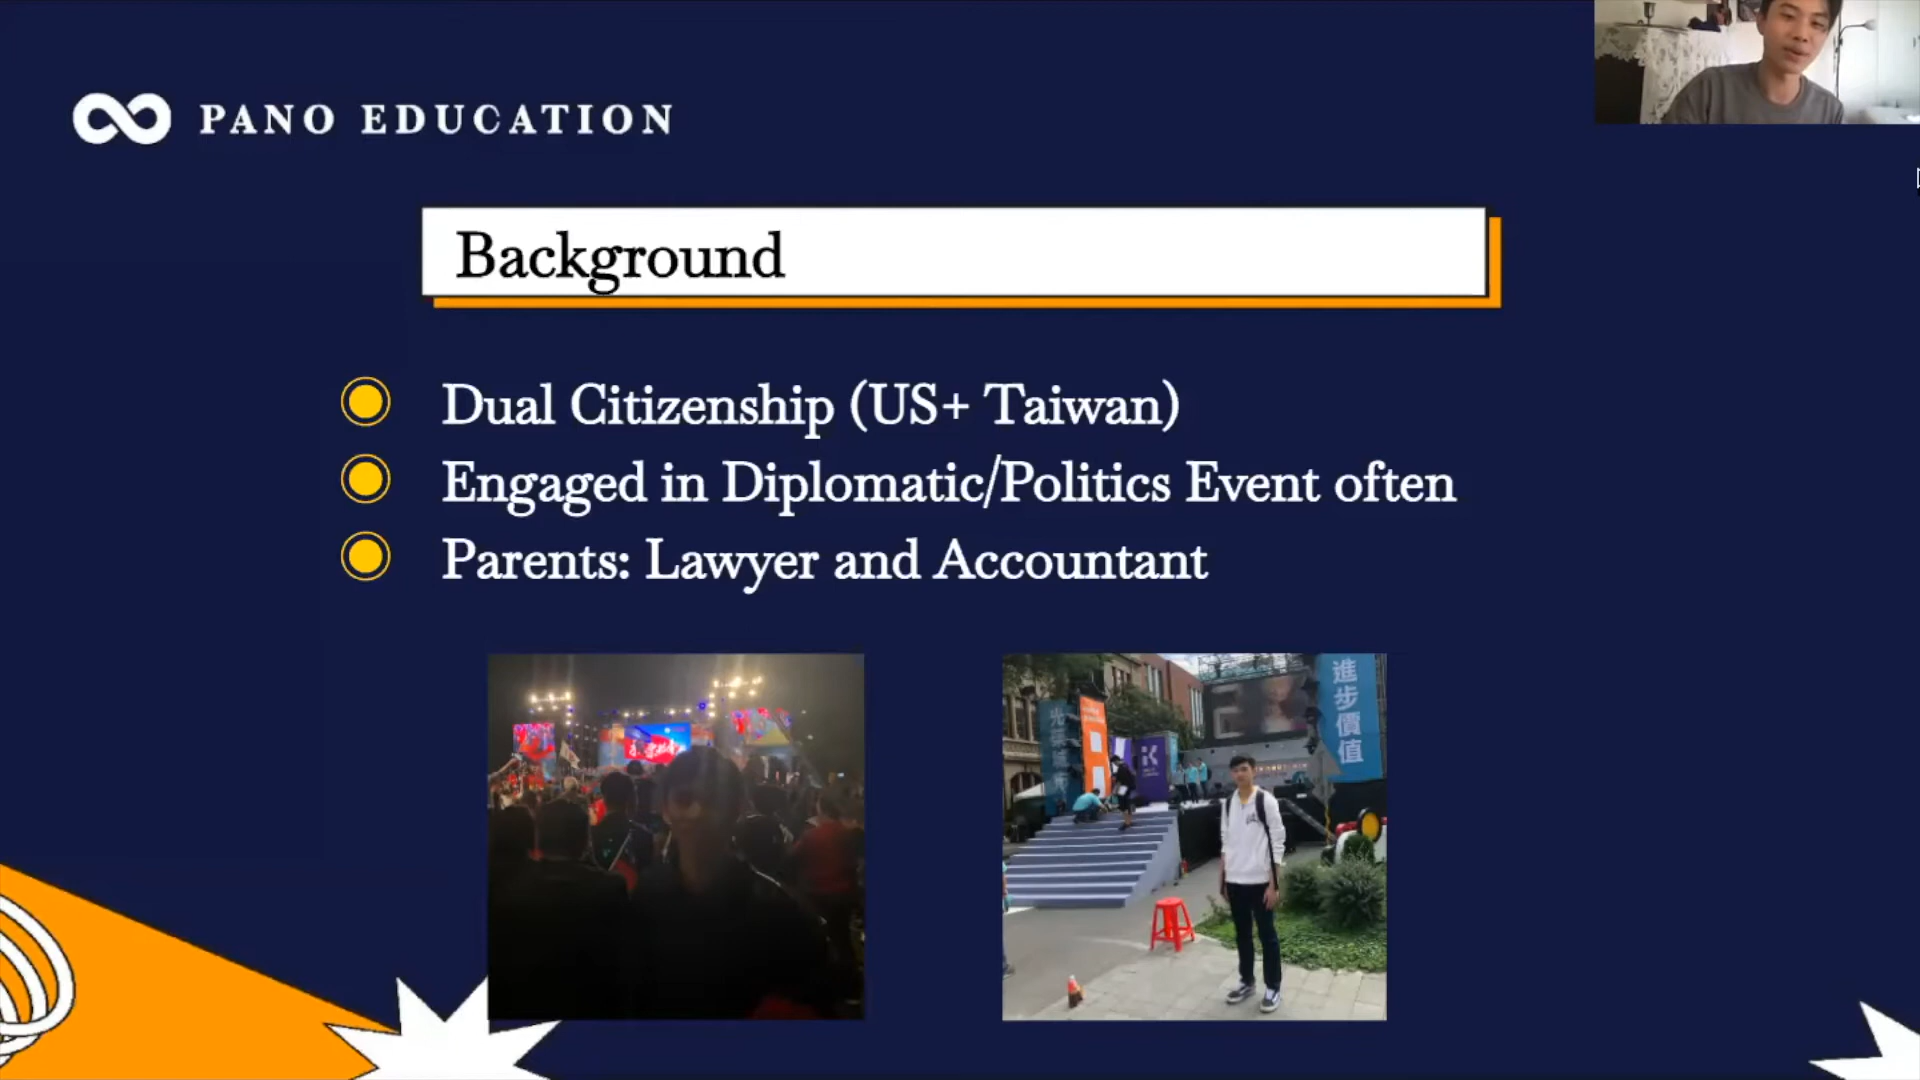 PANO EDUCATION
Background
Dual Citizenship (US+ Taiwan)
Engaged in Diplomatic/Politics Event often
Parents: Lawyer and Accountant
進步價值
K